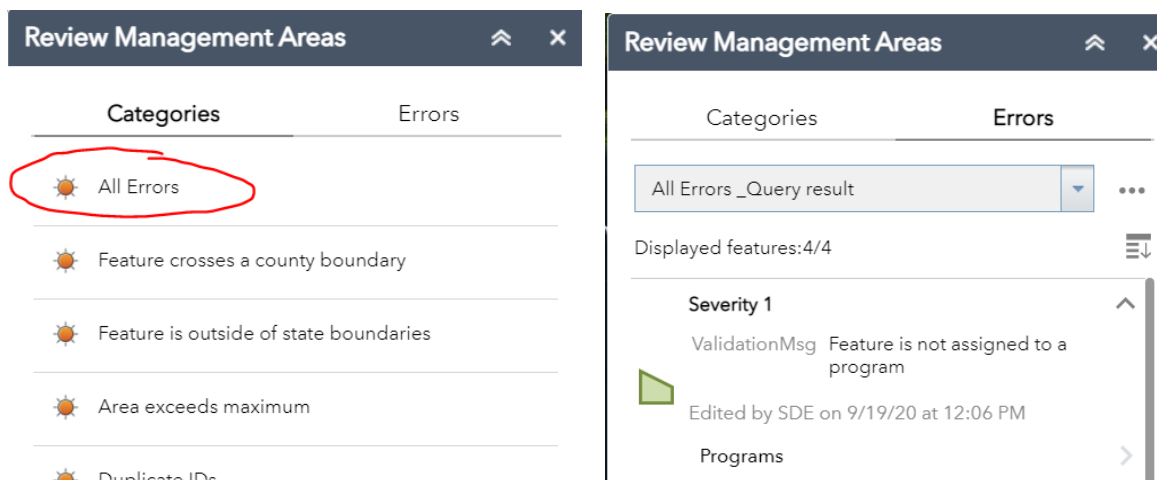 Review Management Areas
Categories Errors
All Errors
Feature crosses a county boundary
Feature is outside of state boundaries
Area exceeds maximum
Duplicate IDs
Review Management Areas
Categories Errors
All Errors _Query result
Displayed features:4/4
Severity 1
ValidationMsg Feature is not assigned to a
program
Edited by SDE on 9/19/20 at 12:06 PM
Programs